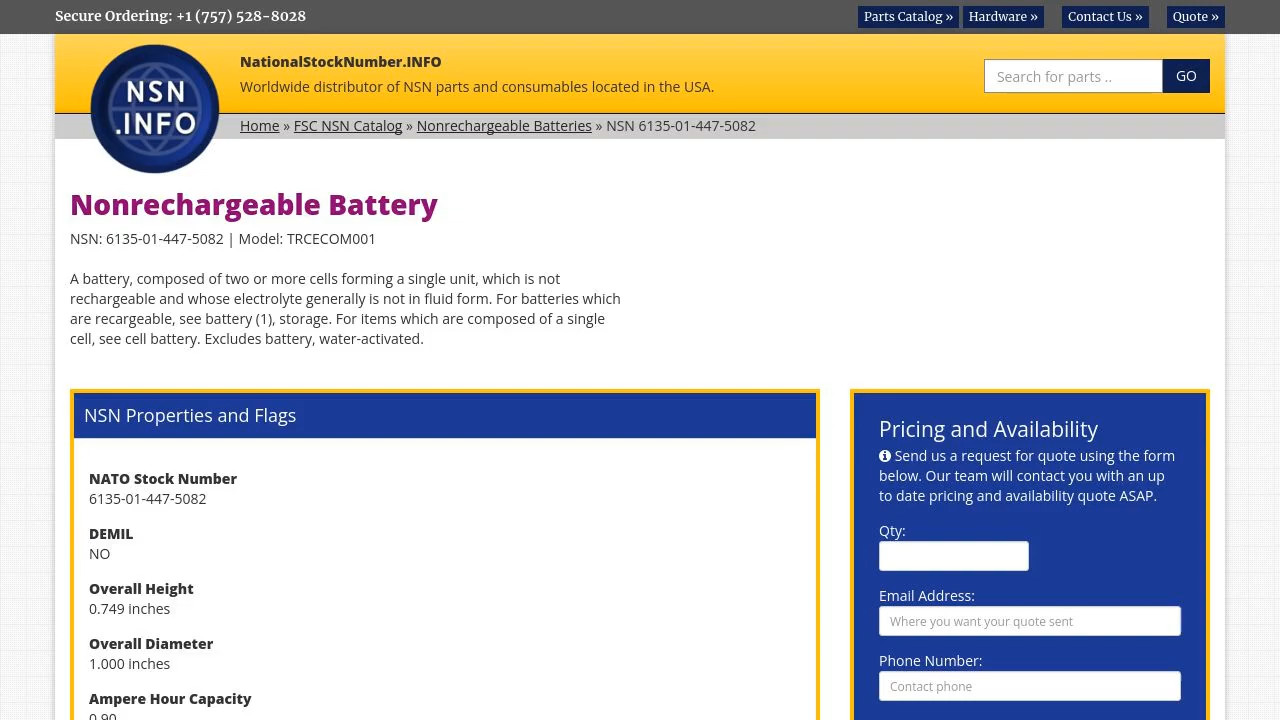 Secure Ordering: +1 (757) 528-8028
Parts Catalog » Hardware » Contact Us » Quote »
NSN
.INFO
NationalStockNumber.INFO
Worldwide distributor of NSN parts and consumables located in the USA.
Search for parts .. GO
Home » FSC NSN Catalog » Nonrechargeable Batteries » NSN 6135-01-447-5082
Nonrechargeable Battery
NSN: 6135-01-447-5082 | Model: TRCECOM001
A battery, composed of two or more cells forming a single unit, which is not
rechargeable and whose electrolyte generally is not in fluid form. For batteries which
are recargeable, see battery (1), storage. For items which are composed of a single
cell, see cell battery. Excludes battery, water-activated.
NSN Properties and Flags
NATO Stock Number
6135-01-447-5082
DEMIL
NO
Overall Height
0.749 inches
Overall Diameter
1.000 inches
Ampere Hour Capacity
0.90
Pricing and Availability
Send us a request for quote using the form
below. Our team will contact you with an up
to date pricing and availability quote ASAP.
Qty:
Email Address:
Where you want your quote sent
Phone Number:
Contact phone